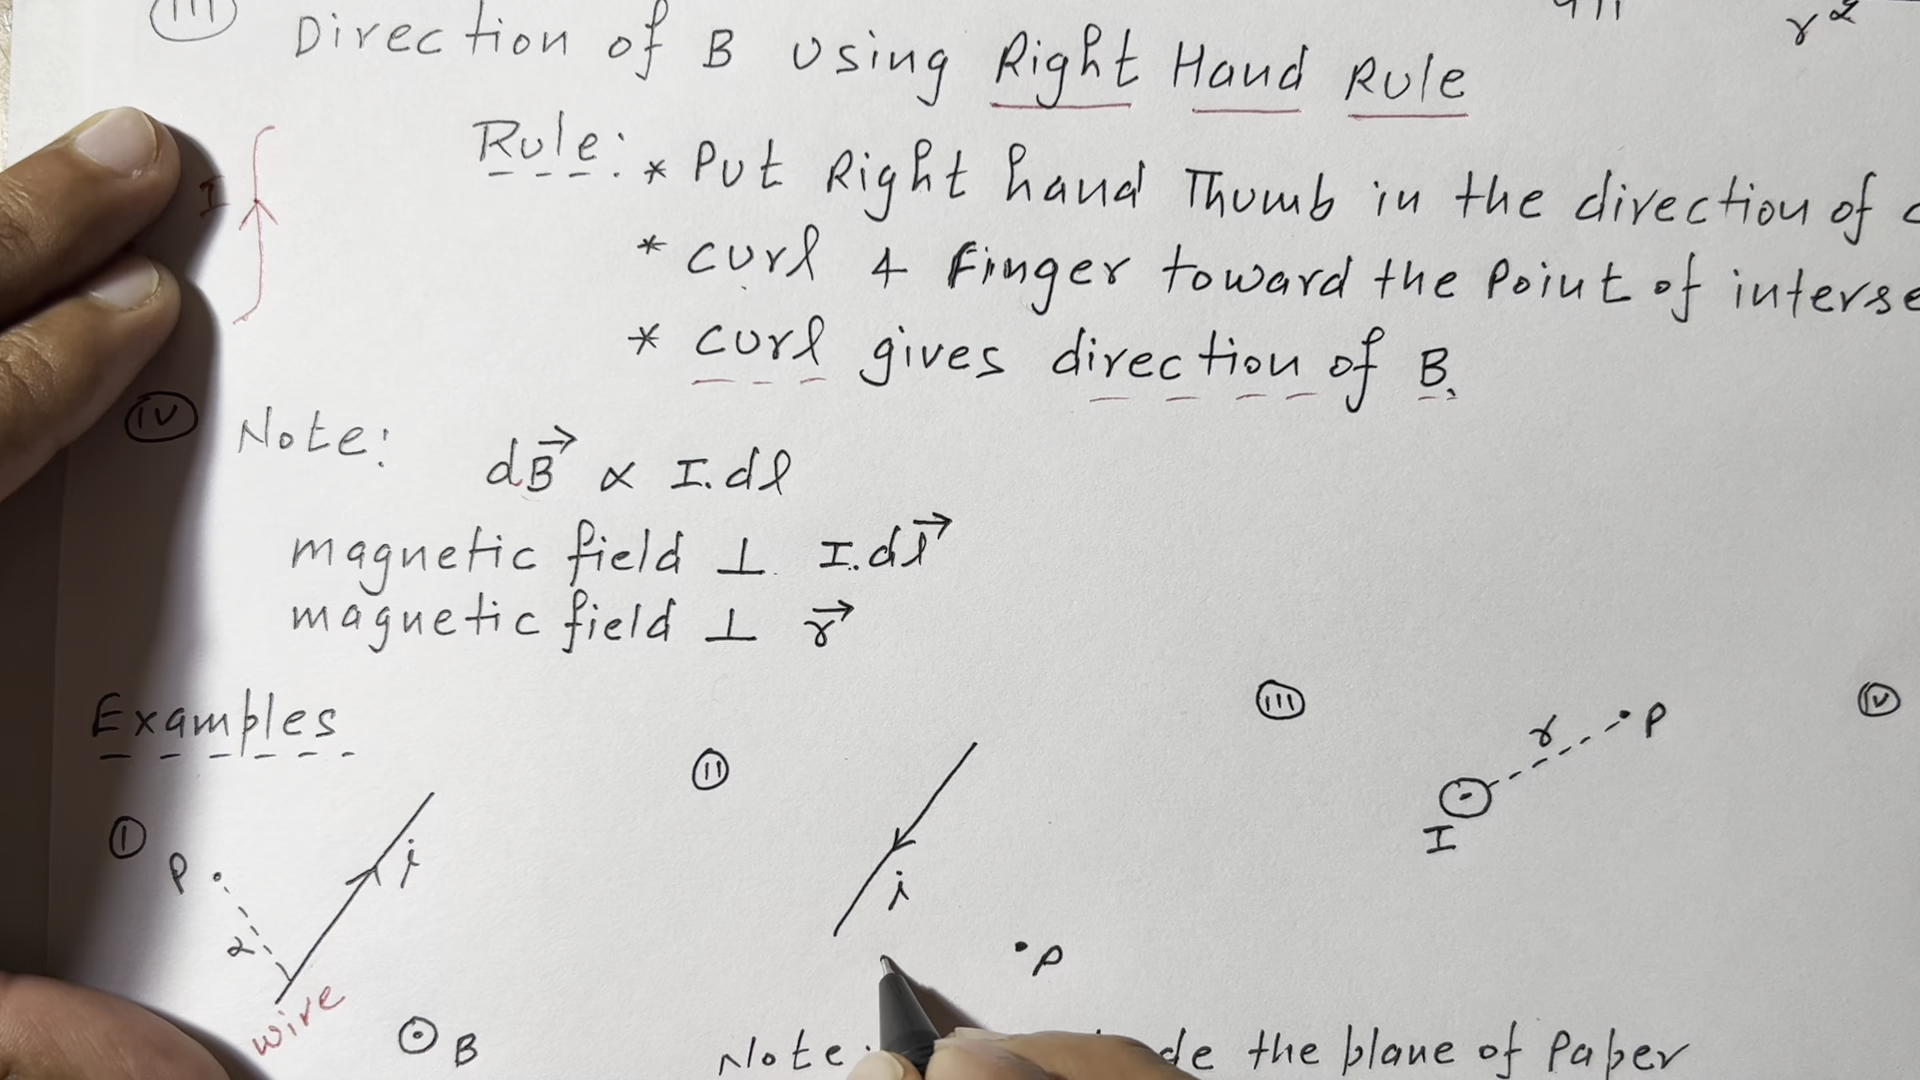 III
Direction of B Using Right Hand Rule
r²
Rule: * Put Right hand Thumb in the direction of
I
* Curl 4 Finger toward the Point of
* Curl gives direction of B.
IV Note: dB⃗ ∝ I.dl
magnetic field ⊥ I.dl⃗
magnetic field ⊥ r⃗
Examples
I
P
r
i
wire
⊙ B
II
i
P
III
r
P
I
IV
Note: the plane of Paper